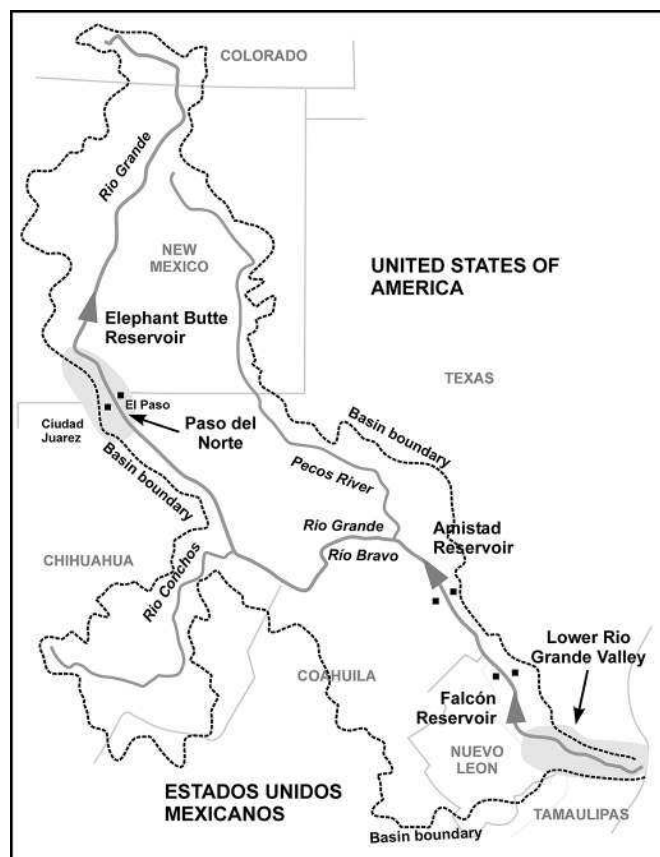 COLORADO
Rio Grande
NEW
MEXICO
UNITED STATES OF
AMERICA
Elephant Butte
Reservoir
TEXAS
El Paso
Ciudad
Juarez
Paso del
Norte
Basin boundary
Basin boundary
Pecos River
Rio Grande
Río Bravo
Amistad
Reservoir
CHIHUAHUA
Rio Conchos
Lower Rio
Grande Valley
COAHUILA
Falcón
Reservoir
NUEVO
LEON
ESTADOS UNIDOS
MEXICANOS
TAMAULIPAS
Basin boundary